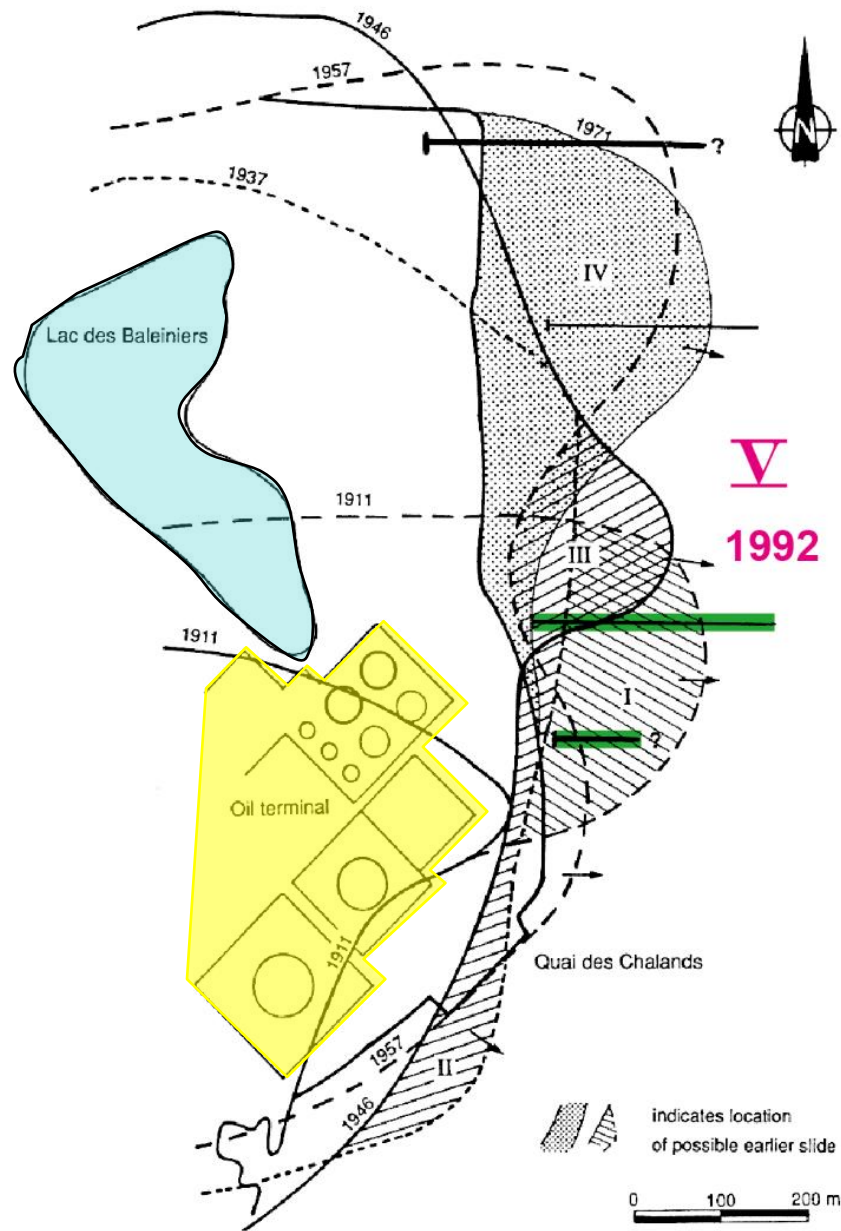 1946
1957
1971
?
N
1937
IV
Lac des Baleiniers
V
1911
1992
III
1911
I
?
Oil terminal
1911
Quai des Chalands
1957
II
1946
indicates location
of possible earlier slide
0 100 200 m